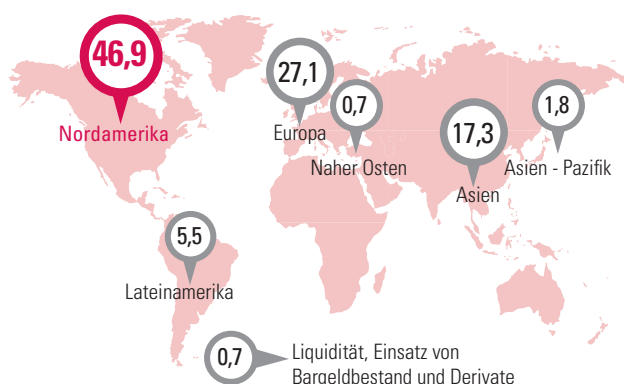 46,9
Nordamerika
27,1
Europa
0,7
Naher Osten
17,3
Asien
1,8
Asien - Pazifik
5,5
Lateinamerika
0,7
Liquidität, Einsatz von
Bargeldbestand und Derivate